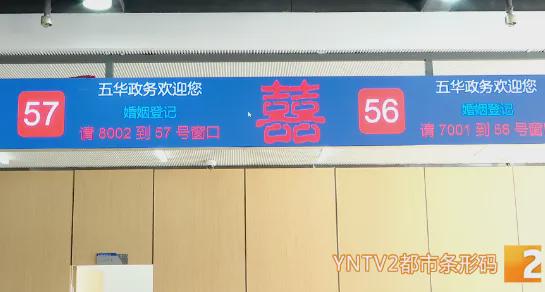 五华政务欢迎您
57
婚姻登记
请 8002 到 57 号窗口
囍
五华政务欢迎您
56
婚姻登记
请 7001 到 56 号窗口
YNTV2都市条形码
2